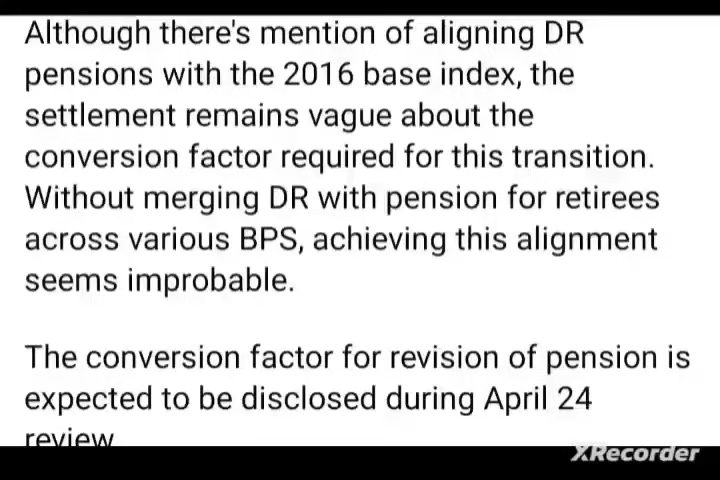 Although there's mention of aligning DR
pensions with the 2016 base index, the
settlement remains vague about the
conversion factor required for this transition.
Without merging DR with pension for retirees
across various BPS, achieving this alignment
seems improbable.
The conversion factor for revision of pension is
expected to be disclosed during April 24
review
XRecorder